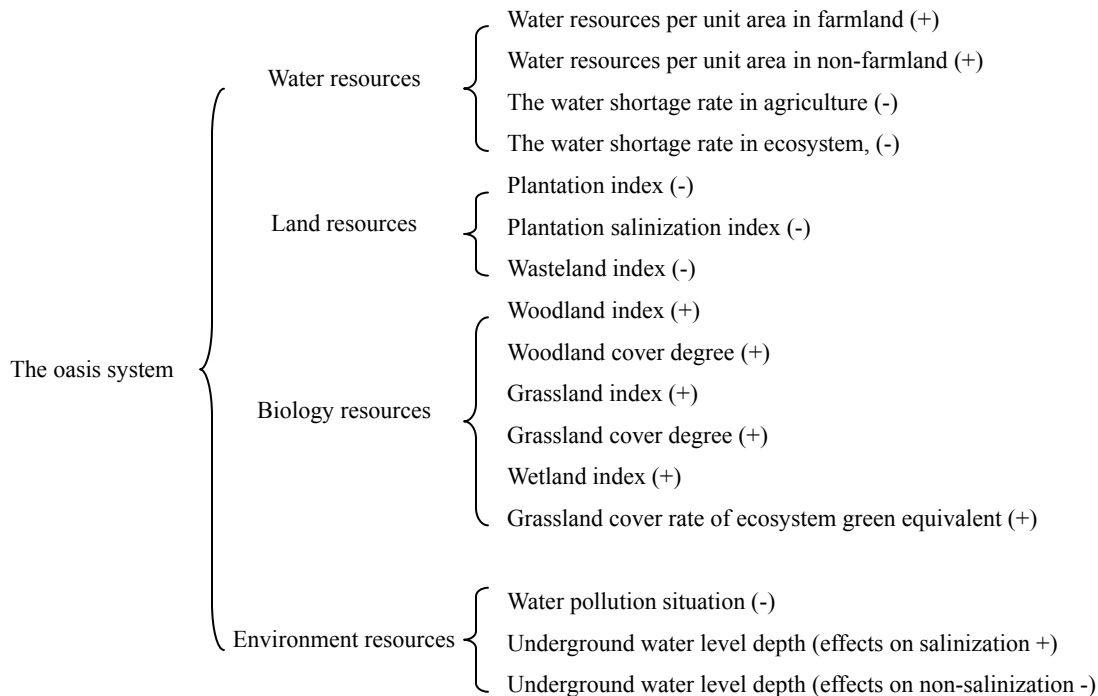 The oasis system
Water resources
Water resources per unit area in farmland (+)
Water resources per unit area in non-farmland (+)
The water shortage rate in agriculture (-)
The water shortage rate in ecosystem, (-)
Land resources
Plantation index (-)
Plantation salinization index (-)
Wasteland index (-)
Biology resources
Woodland index (+)
Woodland cover degree (+)
Grassland index (+)
Grassland cover degree (+)
Wetland index (+)
Grassland cover rate of ecosystem green equivalent (+)
Environment resources
Water pollution situation (-)
Underground water level depth (effects on salinization +)
Underground water level depth (effects on non-salinization -)